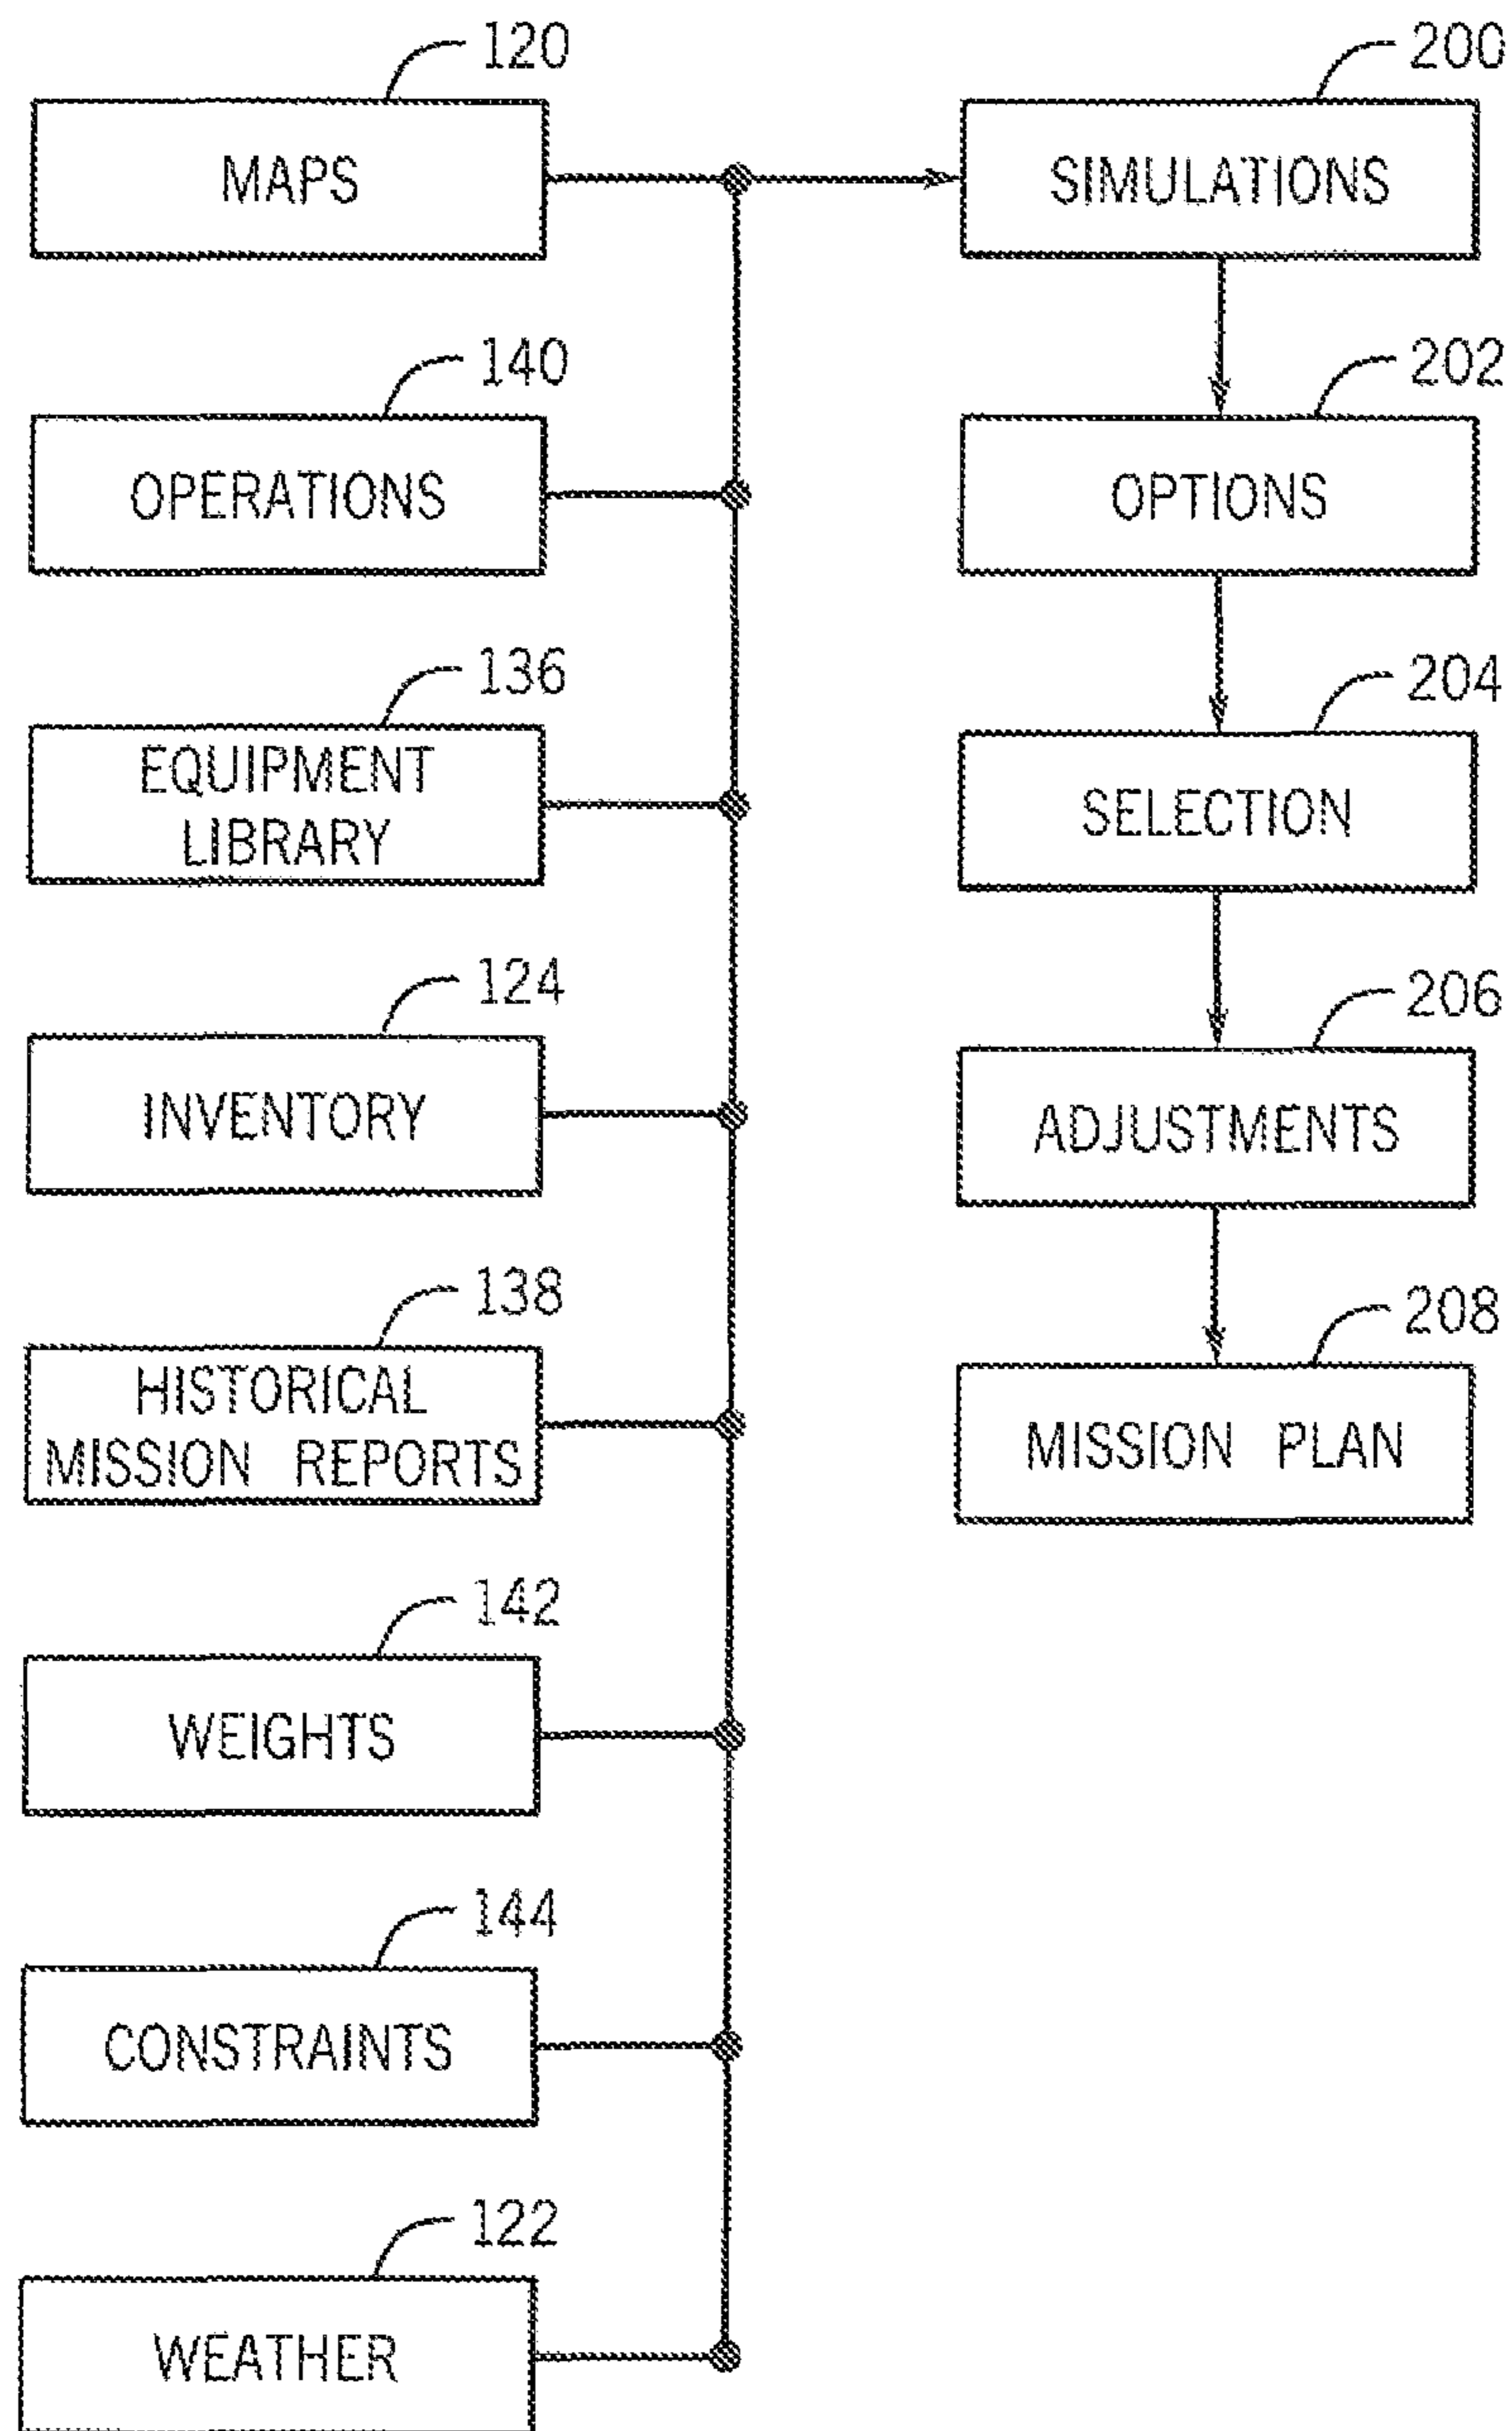 120
MAPS
140
OPERATIONS
136
EQUIPMENT
LIBRARY
124
INVENTORY
138
HISTORICAL
MISSION REPORTS
142
WEIGHTS
144
CONSTRAINTS
122
WEATHER
200
SIMULATIONS
202
OPTIONS
204
SELECTION
206
ADJUSTMENTS
208
MISSION PLAN